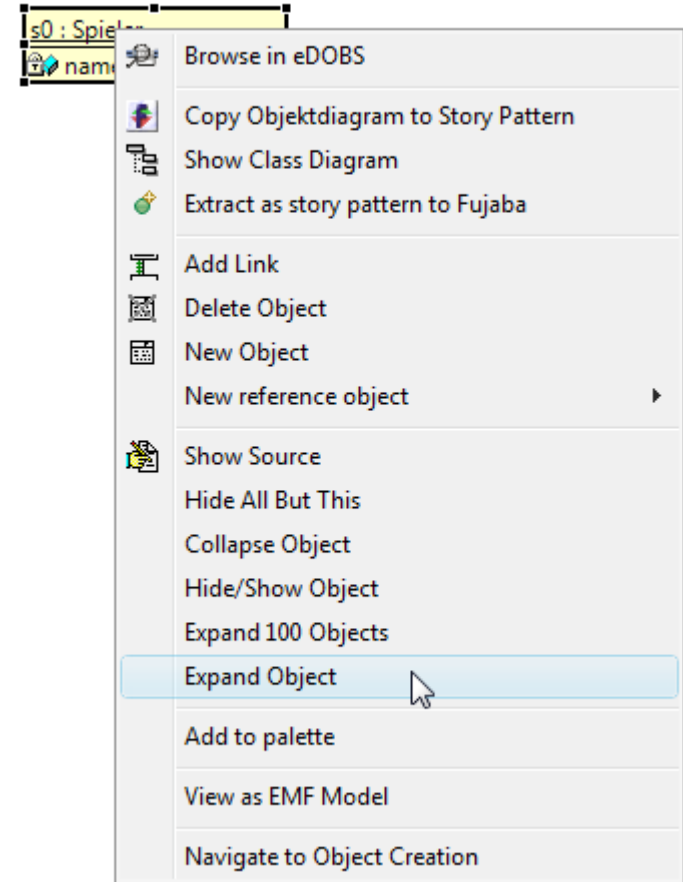 s0 : Spieler
name
Browse in eDOBS
Copy Objektdiagram to Story Pattern
Show Class Diagram
Extract as story pattern to Fujaba
Add Link
Delete Object
New Object
New reference object
Show Source
Hide All But This
Collapse Object
Hide/Show Object
Expand 100 Objects
Expand Object
Add to palette
View as EMF Model
Navigate to Object Creation